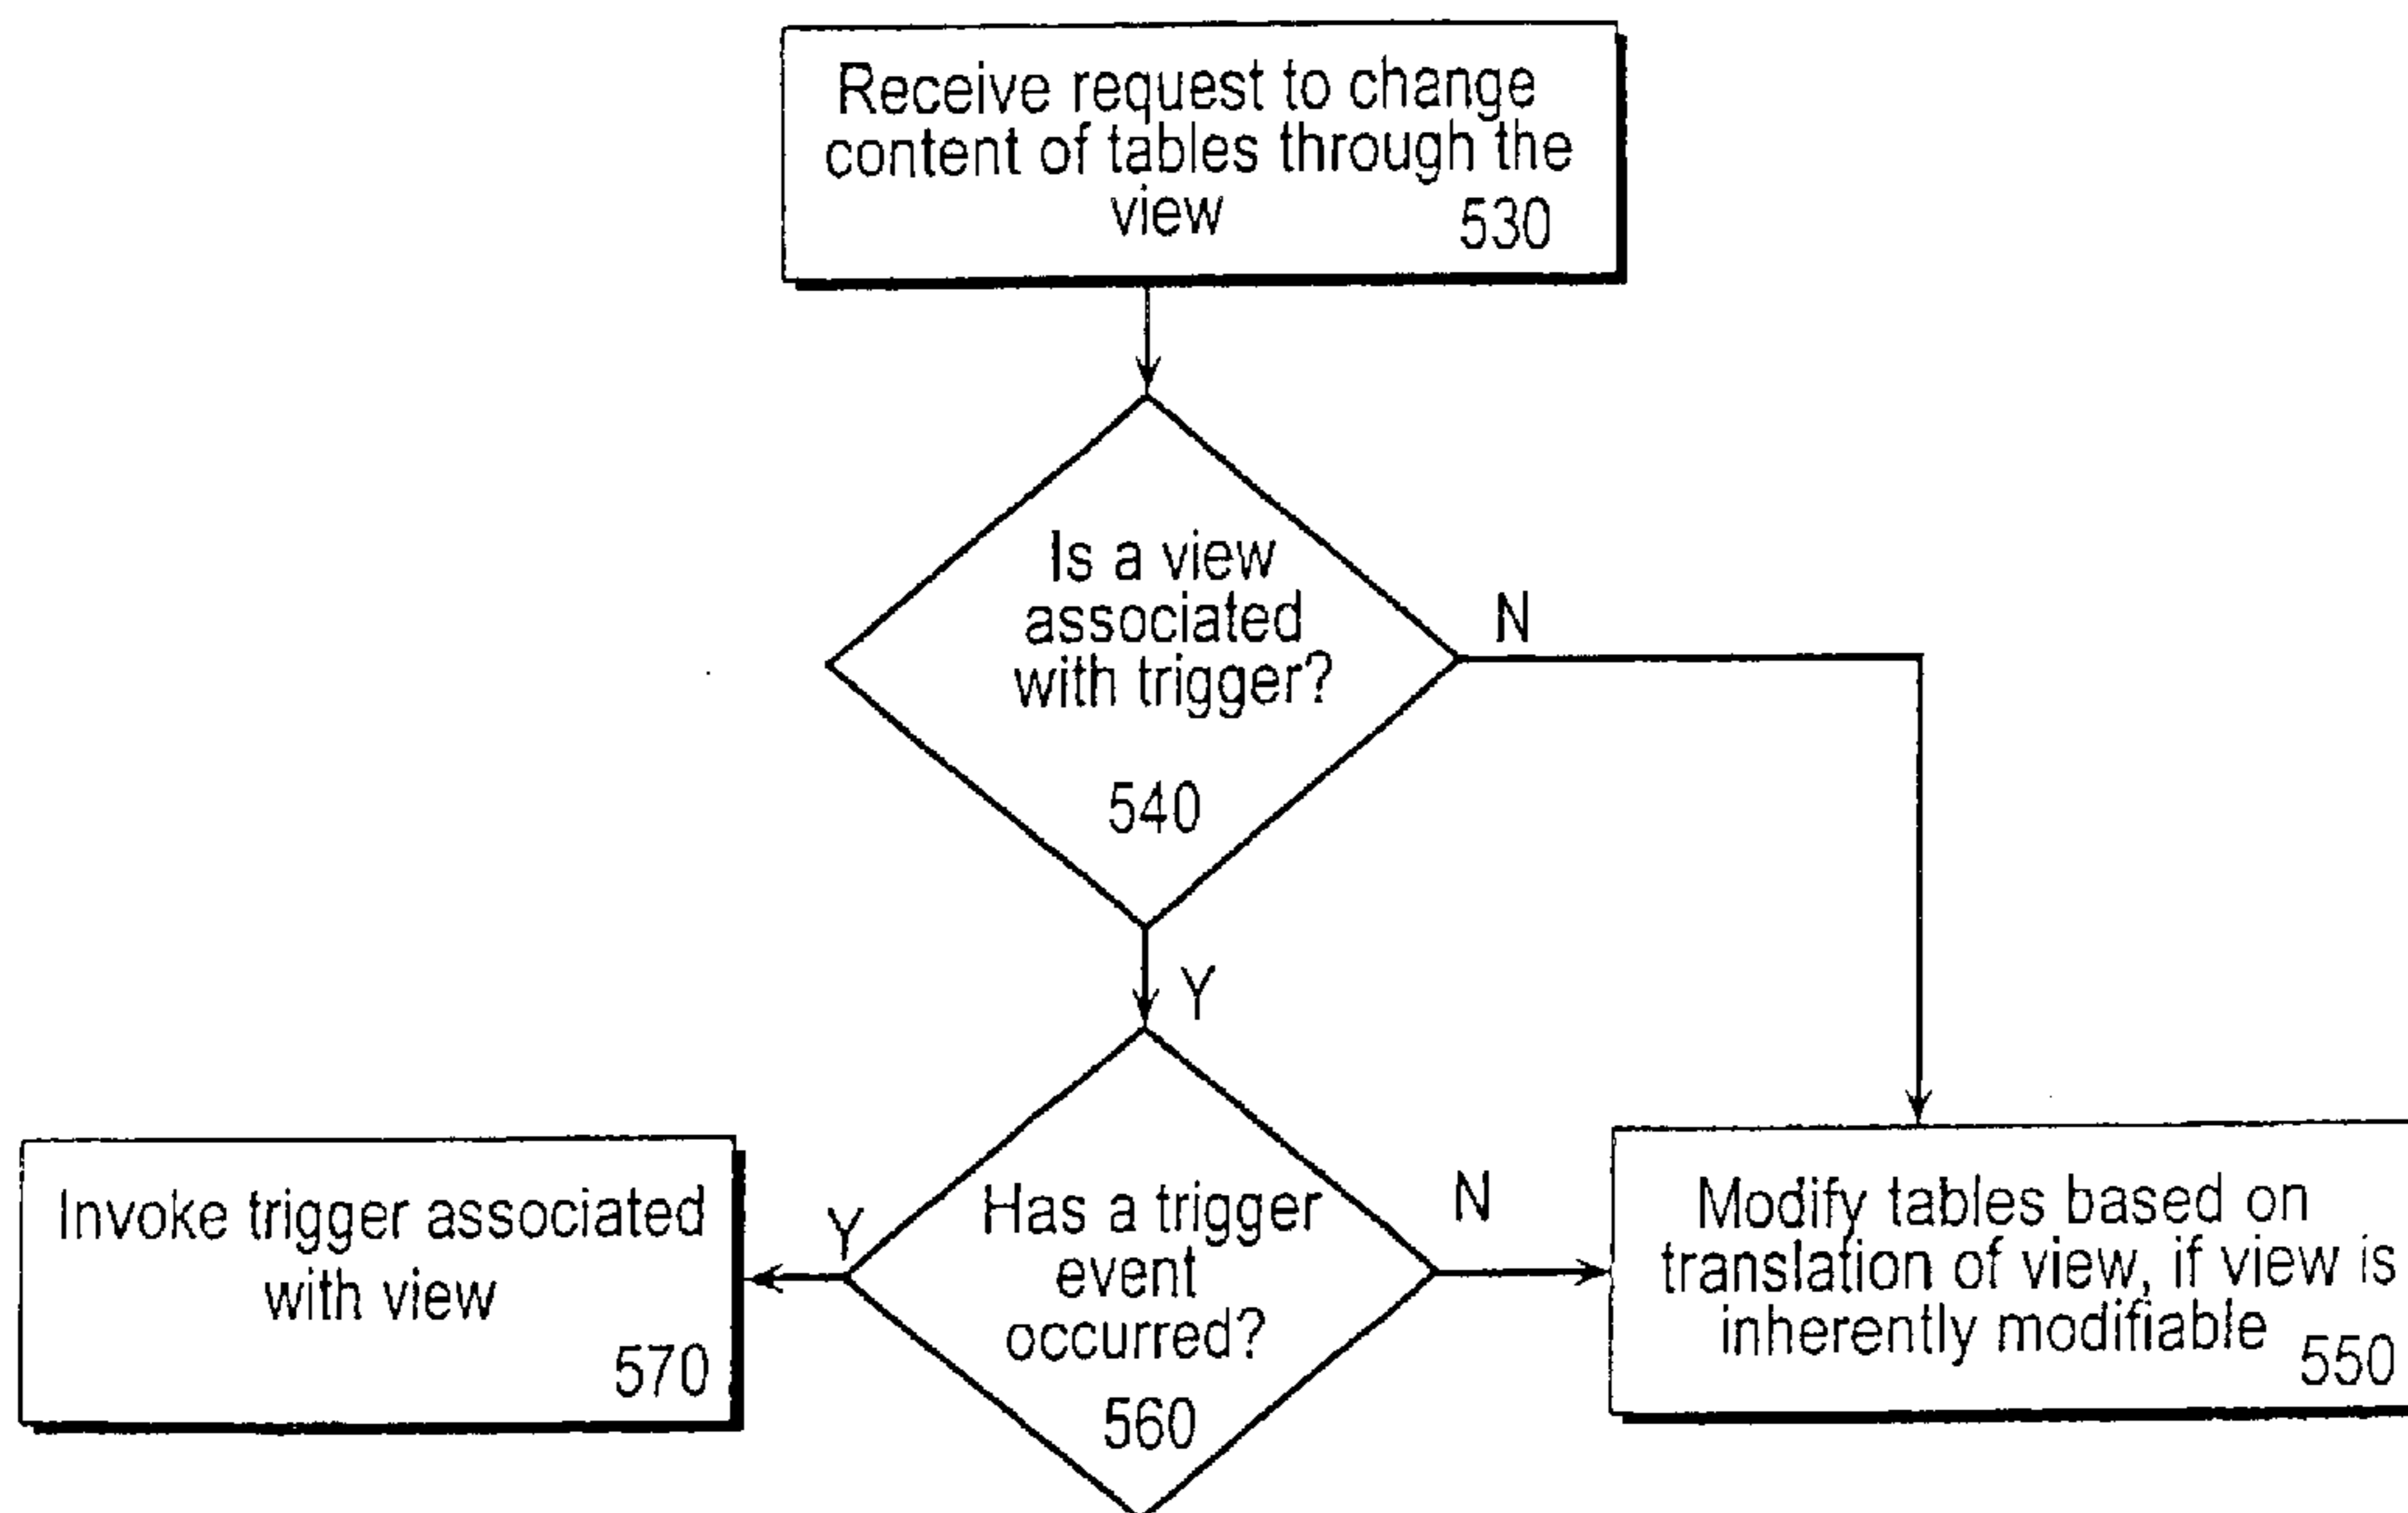 Receive request to change
content of tables through the
view 530
Is a view
associated
with trigger?
540
N
Y
Has a trigger
event
occurred?
560
Y
N
Invoke trigger associated
with view
570
Modify tables based on
translation of view, if view is
inherently modifiable 550